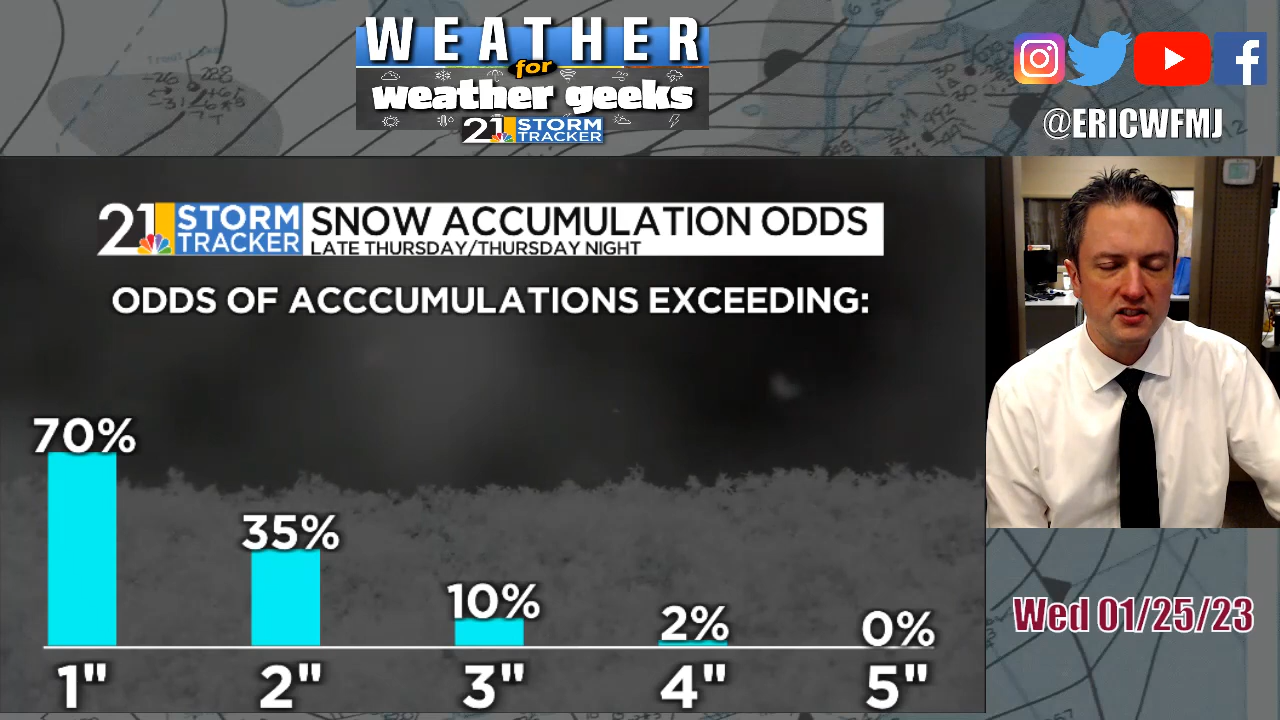 WEATHER
for
weather geeks
21 STORM
TRACKER
@ERICWFMJ
21 STORM
TRACKER
SNOW ACCUMULATION ODDS
LATE THURSDAY/THURSDAY NIGHT
ODDS OF ACCCUMULATIONS EXCEEDING:
70%
35%
10%
2%
0%
1" 2" 3" 4" 5"
Wed 01/25/23